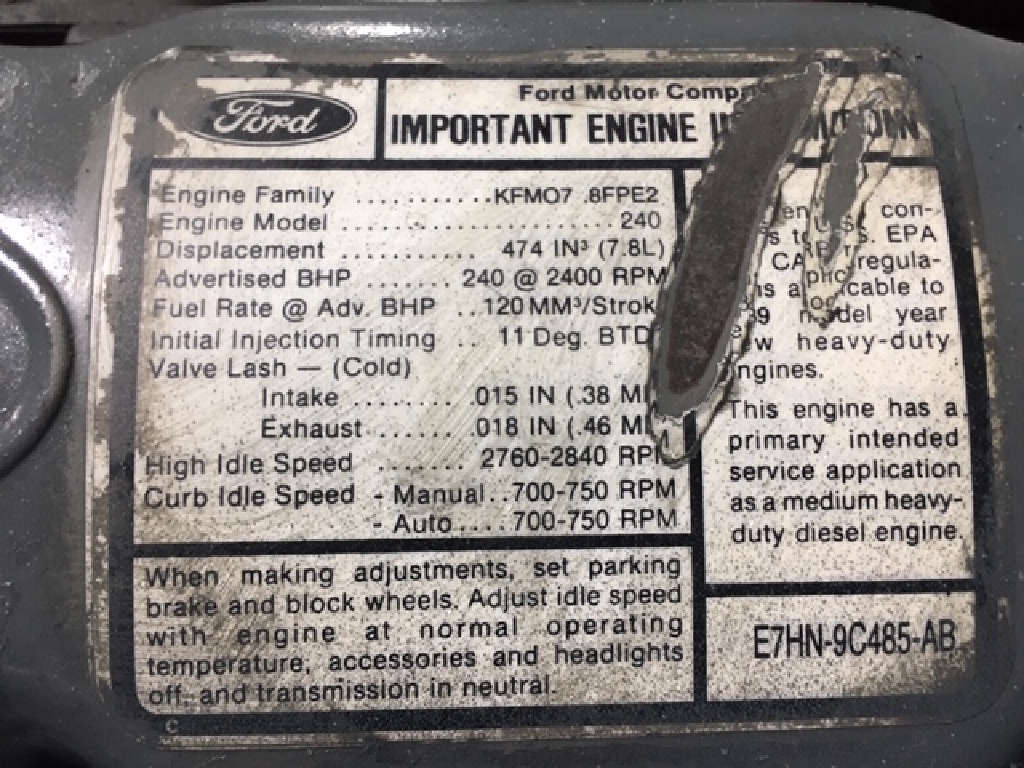 Ford
Ford Motor
IMPORTANT ENGINE
Engine Family ..........KFMO7 .8FPE2
Engine Model ..................... 240
Displacement ........... 474 IN³ (7.8L)
Advertised BHP ....... 240 @ 2400 RPM
Fuel Rate @ Adv. BHP ..120 MM³/Strok
Initial Injection Timing .. 11 Deg. BTD
Valve Lash — (Cold)
Intake ........ .015 IN (.38 M
Exhaust ...... .018 IN (.46 M
High Idle Speed ....... 2760-2840 RP
Curb Idle Speed - Manual..700-750 RPM
- Auto....700-750 RPM
con-
EPA
regula-
to
model year
heavy-duty
engines.
This engine has a
primary intended
service application
as a medium heavy-
duty diesel engine.
When making adjustments, set parking
brake and block wheels. Adjust idle speed
with engine at normal operating
temperature, accessories and headlights
off, and transmission in neutral.
E7HN-9C485-AB
C